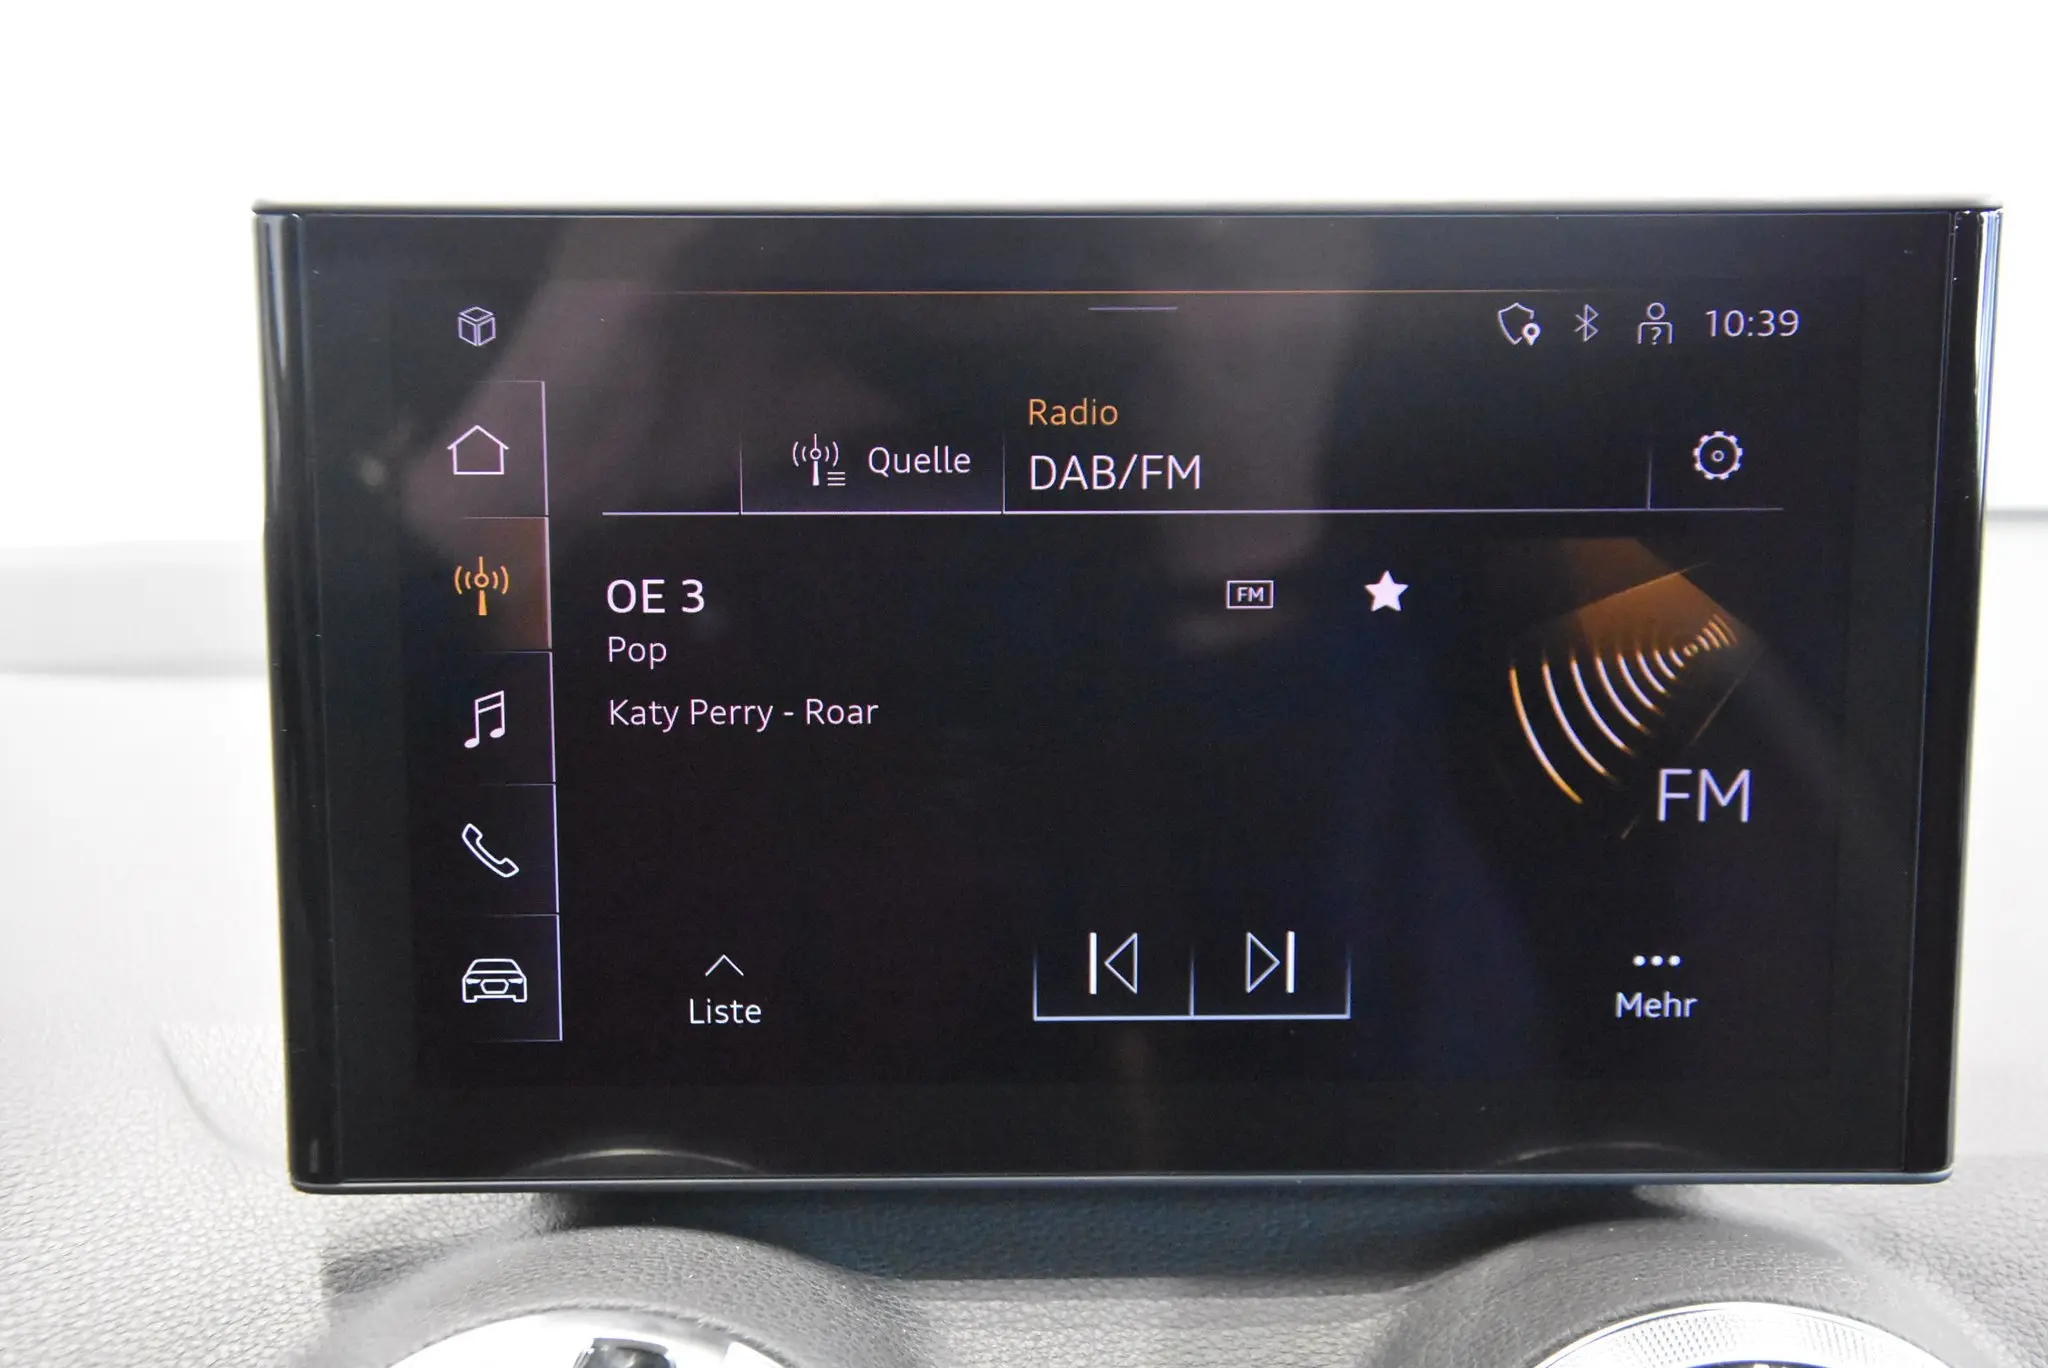 10:39
Radio
Quelle
DAB/FM
OE 3
FM
Pop
Katy Perry - Roar
FM
Liste
Mehr